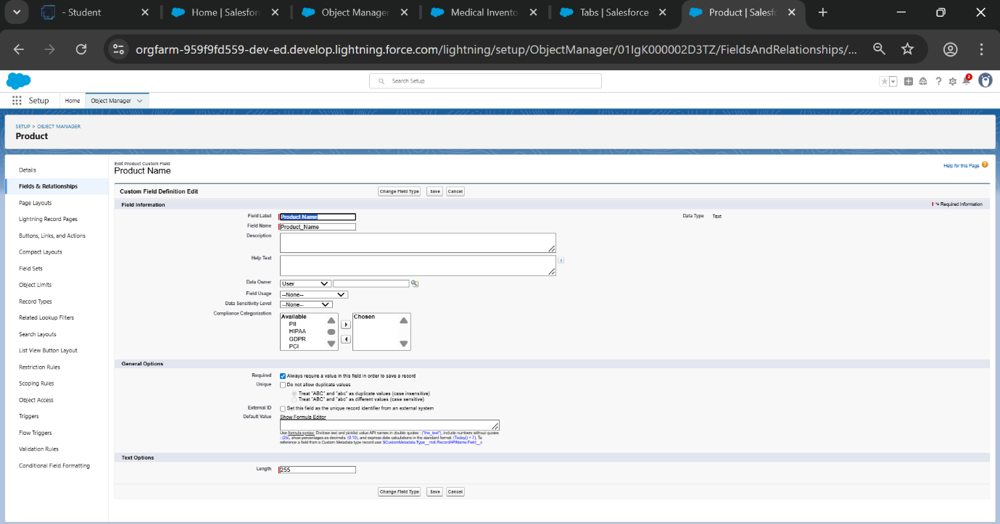 - Student
Home | Salesforc
Object Manager
Medical Invento
Tabs | Salesforce
Product | Salesfo
orgfarm-959f9fd559-dev-ed.develop.lightning.force.com/lightning/setup/ObjectManager/01IgK000002D3TZ/FieldsAndRelationships/...
Search Setup
2
Setup
Home
Object Manager
SETUP > OBJECT MANAGER
Product
Details
Fields & Relationships
Page Layouts
Lightning Record Pages
Buttons, Links, and Actions
Compact Layouts
Field Sets
Object Limits
Record Types
Related Lookup Filters
Search Layouts
List View Button Layout
Restriction Rules
Scoping Rules
Object Access
Triggers
Flow Triggers
Validation Rules
Conditional Field Formatting
Edit Product Custom Field
Product Name
Help for this Page
Custom Field Definition Edit
Change Field Type Save Cancel
Field Information
= Required Information
Field Label Product Name
Data Type Text
Field Name Product_Name
Description
Help Text
Data Owner User
Field Usage --None--
Data Sensitivity Level --None--
Compliance Categorization
Available
PII
HIPAA
GDPR
PCI
Chosen
General Options
Required Always require a value in this field in order to save a record
Unique Do not allow duplicate values
Treat "ABC" and "abc" as duplicate values (case insensitive)
Treat "ABC" and "abc" as different values (case sensitive)
External ID Set this field as the unique record identifier from an external system
Default Value Show Formula Editor
Use formula syntax: Enclose text and picklist value API names in double quotes : ("the_text"), include numbers without quotes
: (25), show percentages as decimals: (0.10), and express date calculations in the standard format: (Today() + 7). To
reference a field from a Custom Metadata type record use: $CustomMetadata.Type__mdt.RecordAPIName.Field__c
Text Options
Length 255
Change Field Type Save Cancel